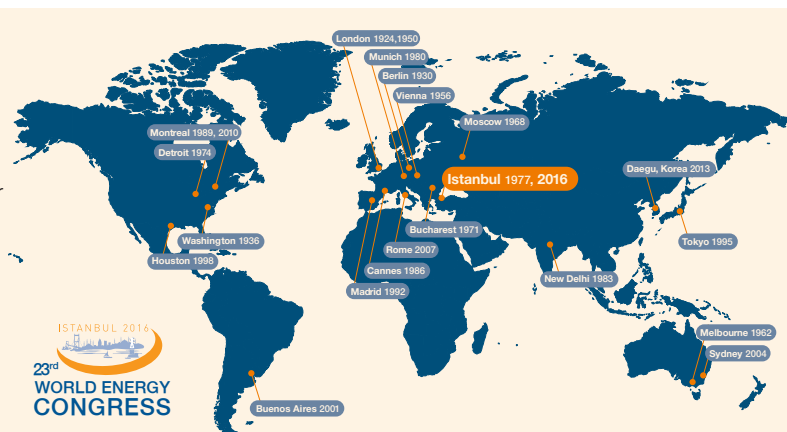 London 1924,1950
Munich 1980
Berlin 1930
Vienna 1956
Moscow 1968
Montreal 1989, 2010
Detroit 1974
Istanbul 1977, 2016
Daegu, Korea 2013
Washington 1936
Houston 1998
Bucharest 1971
Rome 2007
Cannes 1986
Madrid 1992
Tokyo 1995
New Delhi 1983
Melbourne 1962
Sydney 2004
Buenos Aires 2001
ISTANBUL 2016
23rd
WORLD ENERGY
CONGRESS